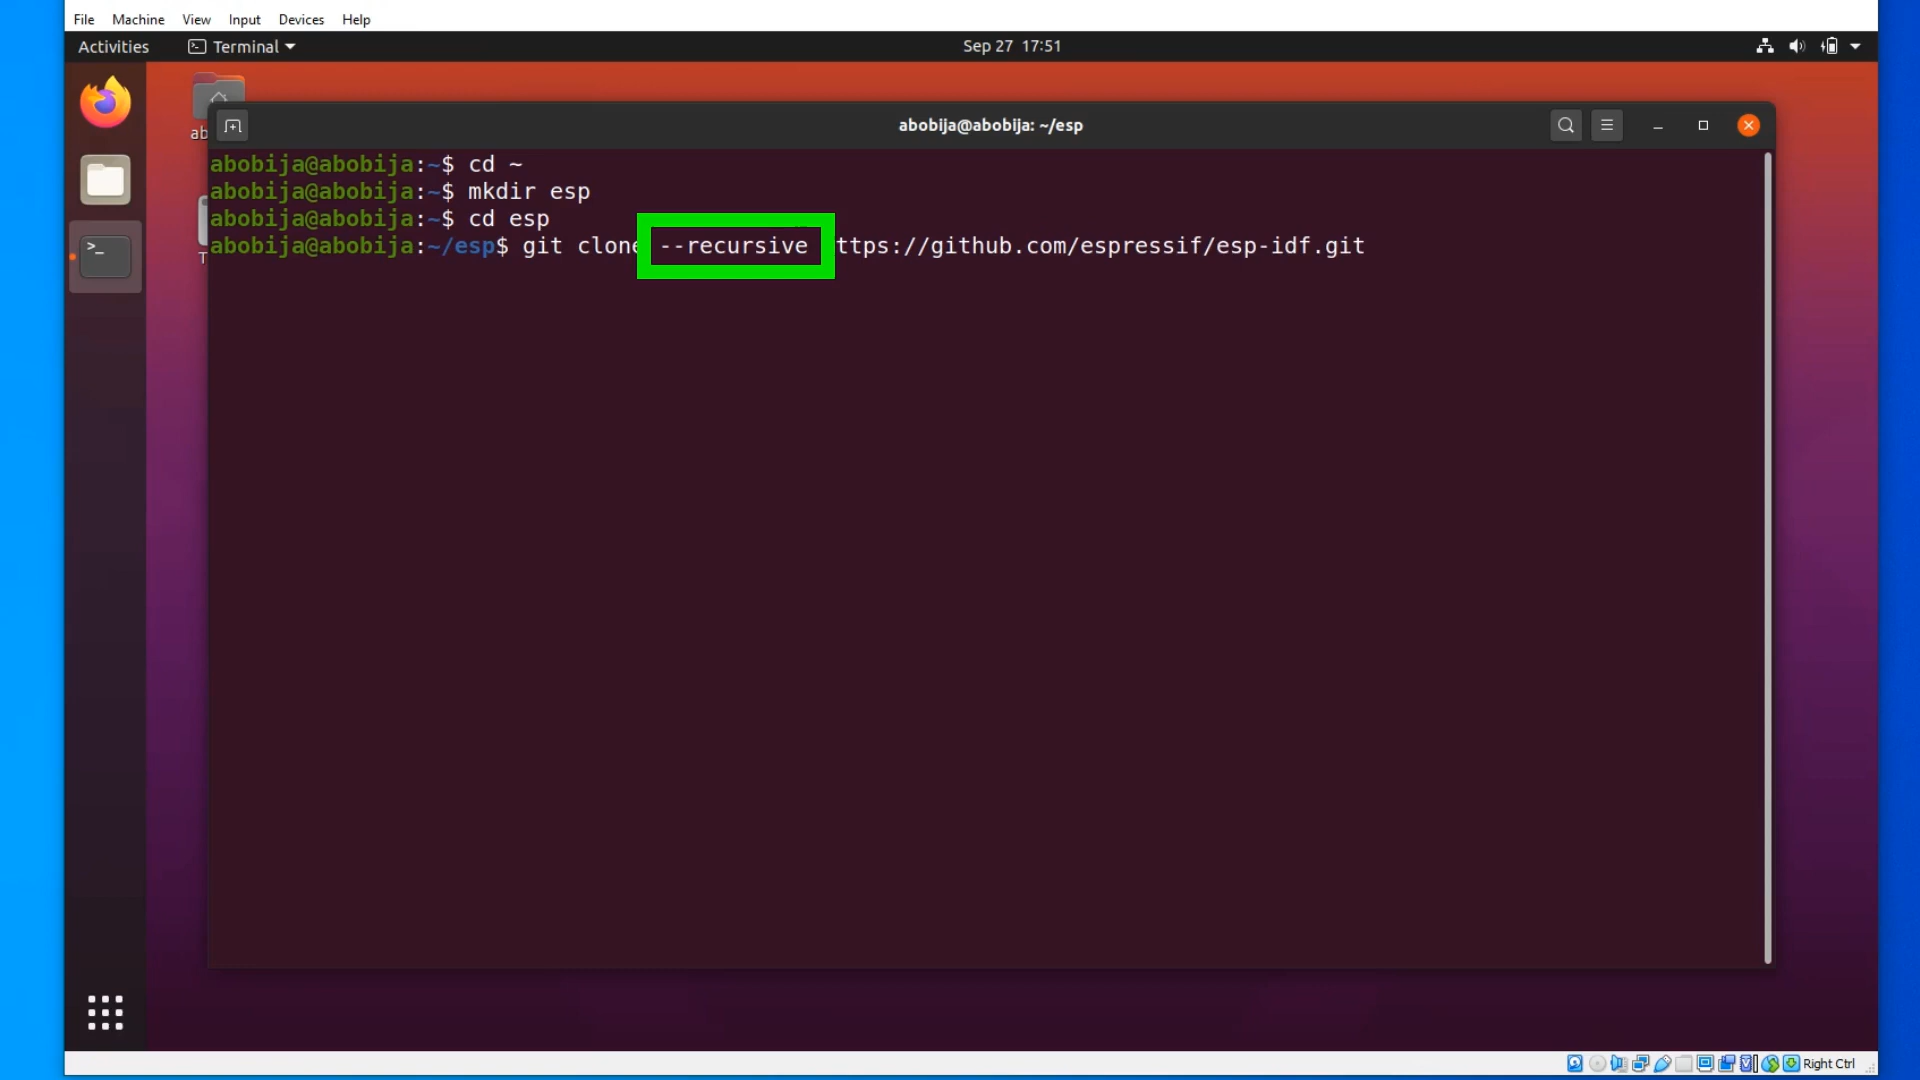 File Machine View Input Devices Help
Activities Terminal Sep 27 17:51
ab
abobija@abobija: ~/esp
abobija@abobija:~$ cd ~
abobija@abobija:~$ mkdir esp
abobija@abobija:~$ cd esp
abobija@abobija:~/esp$ git clone --recursive ttps://github.com/espressif/esp-idf.git
T
Right Ctrl